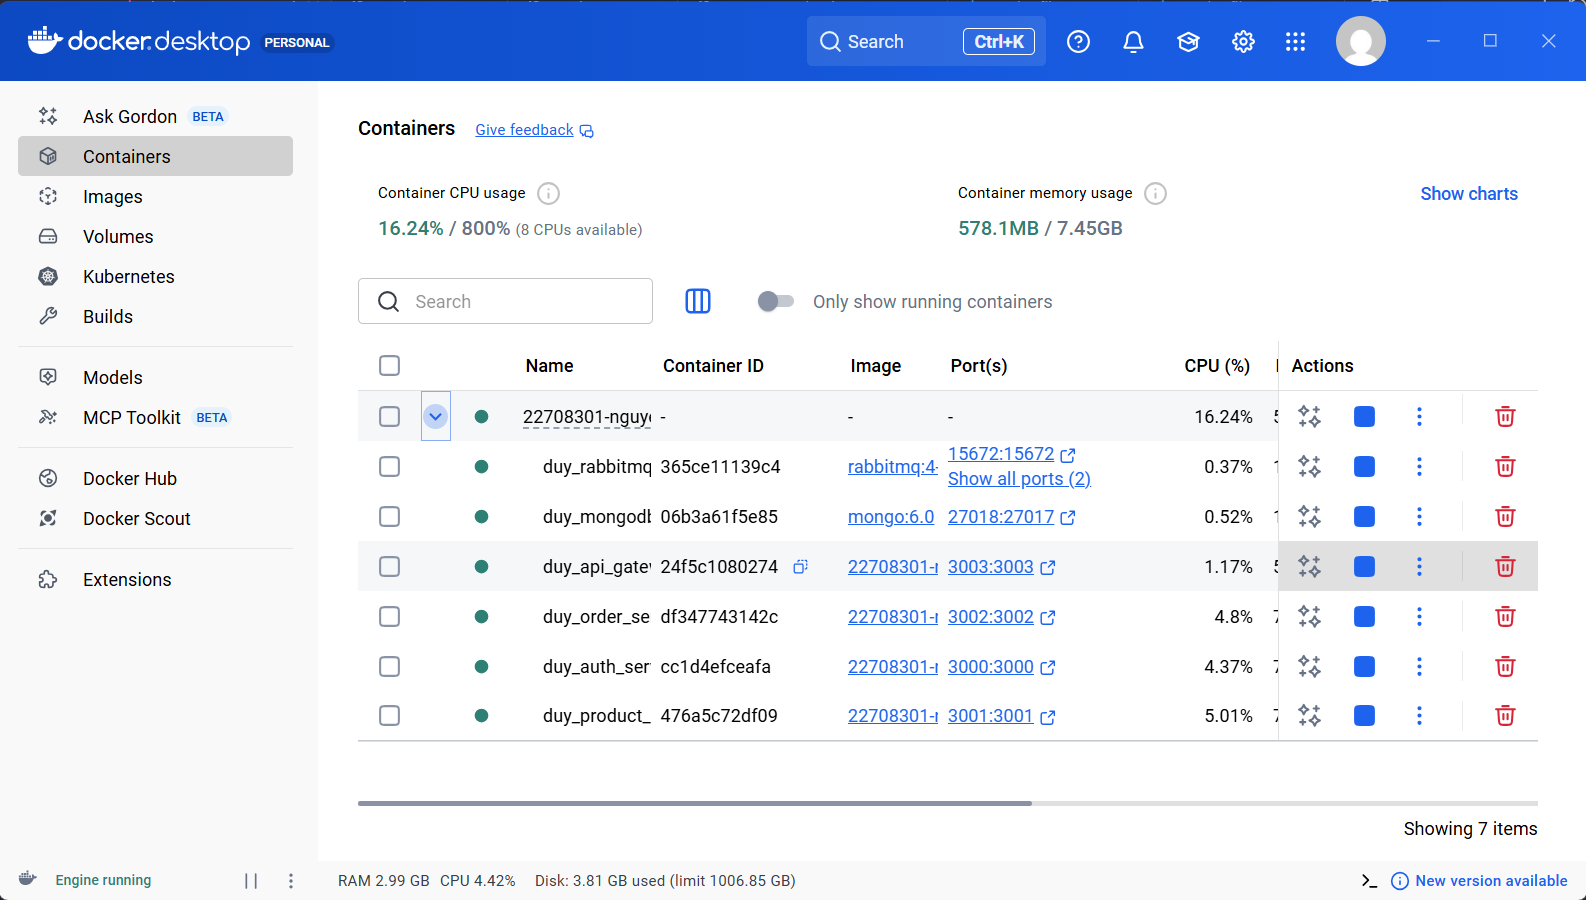 docker.desktop PERSONAL Search Ctrl+K
Ask Gordon BETA
Containers
Images
Volumes
Kubernetes
Builds
Models
MCP Toolkit BETA
Docker Hub
Docker Scout
Extensions
Containers Give feedback
Container CPU usage
16.24% / 800% (8 CPUs available)
Container memory usage
578.1MB / 7.45GB
Show charts
Search
Only show running containers
Name Container ID Image Port(s) CPU (%) Actions
22708301-nguy - - - 16.24%
duy_rabbitmq 365ce11139c4 rabbitmq:4- 15672:15672 0.37%
Show all ports (2)
duy_mongodb 06b3a61f5e85 mongo:6.0 27018:27017 0.52%
duy_api_gate 24f5c1080274 22708301- 3003:3003 1.17%
duy_order_se df347743142c 22708301- 3002:3002 4.8%
duy_auth_ser cc1d4efceafa 22708301- 3000:3000 4.37%
duy_product_ 476a5c72df09 22708301- 3001:3001 5.01%
Showing 7 items
Engine running RAM 2.99 GB CPU 4.42% Disk: 3.81 GB used (limit 1006.85 GB) New version available